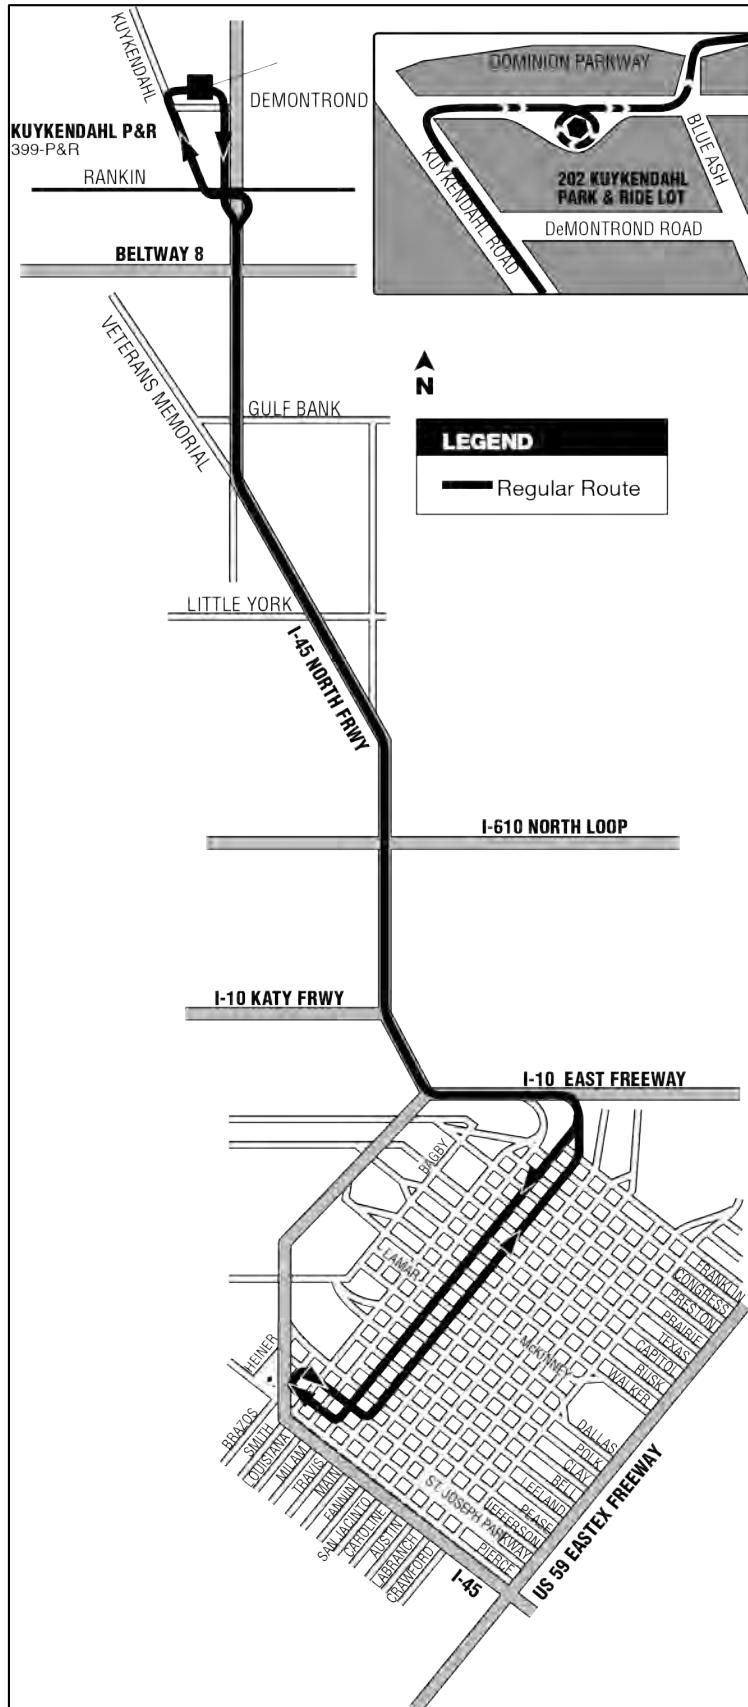 KUYKENDAHL
DEMONTROND
KUYKENDAHL P&R
399-P&R
RANKIN
BELTWAY 8
DOMINION PARKWAY
BLUE ASH
KUYKENDAHL ROAD
202 KUYKENDAHL
PARK & RIDE LOT
DeMONTROND ROAD
VETERANS MEMORIAL
GULF BANK
N
LEGEND
Regular Route
LITTLE YORK
I-45 NORTH FRWY
I-610 NORTH LOOP
I-10 KATY FRWY
I-10 EAST FREEWAY
BAGBY
LAMAR
McKINNEY
ST. JOSEPH PARKWAY
FRANKLIN
CONGRESS
PRESTON
PRAIRIE
TEXAS
CAPITOL
RUSK
WALKER
DALLAS
POLK
CLAY
BELL
LEELAND
PEASE
JEFFERSON
PIERCE
HEINER
BRAZOS
SMITH
LOUISIANA
MILAM
TRAVIS
MAIN
FANNIN
SAN JACINTO
CAROLINE
AUSTIN
LABRANCH
CRAWFORD
I-45
US 59 EASTEX FREEWAY